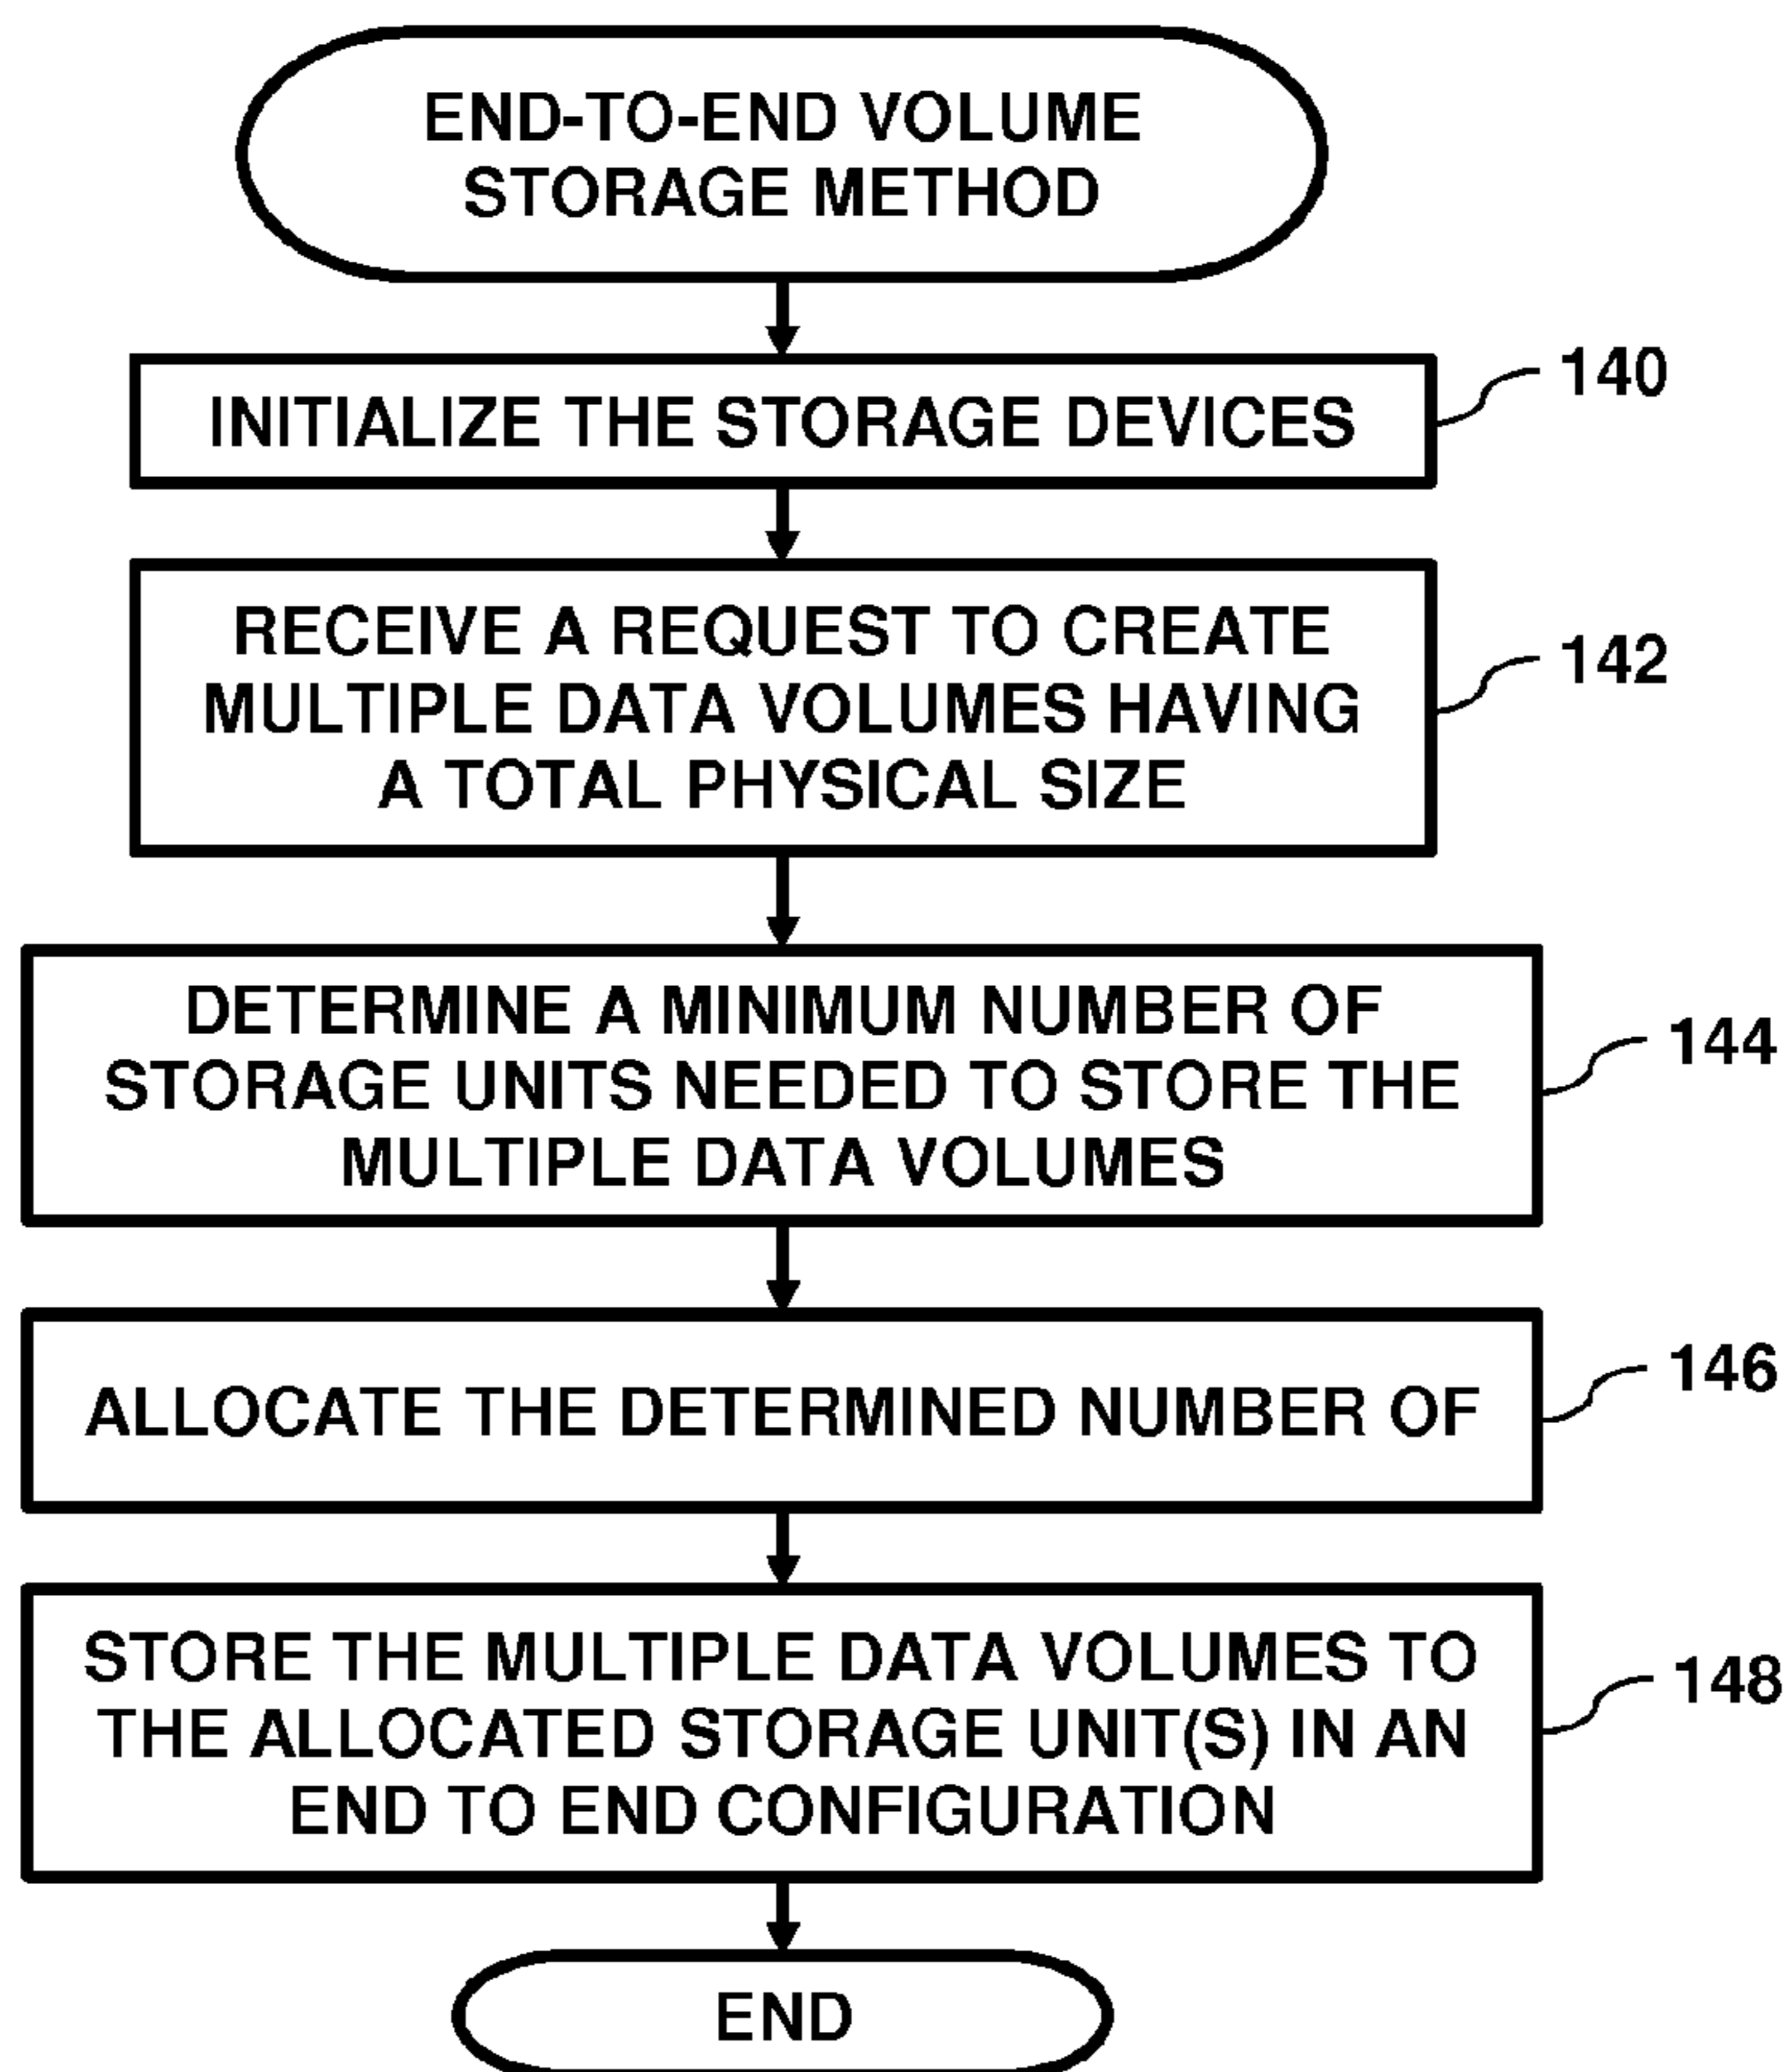 END-TO-END VOLUME
STORAGE METHOD
INITIALIZE THE STORAGE DEVICES
140
RECEIVE A REQUEST TO CREATE
MULTIPLE DATA VOLUMES HAVING
A TOTAL PHYSICAL SIZE
142
DETERMINE A MINIMUM NUMBER OF
STORAGE UNITS NEEDED TO STORE THE
MULTIPLE DATA VOLUMES
144
ALLOCATE THE DETERMINED NUMBER OF
146
STORE THE MULTIPLE DATA VOLUMES TO
THE ALLOCATED STORAGE UNIT(S) IN AN
END TO END CONFIGURATION
148
END